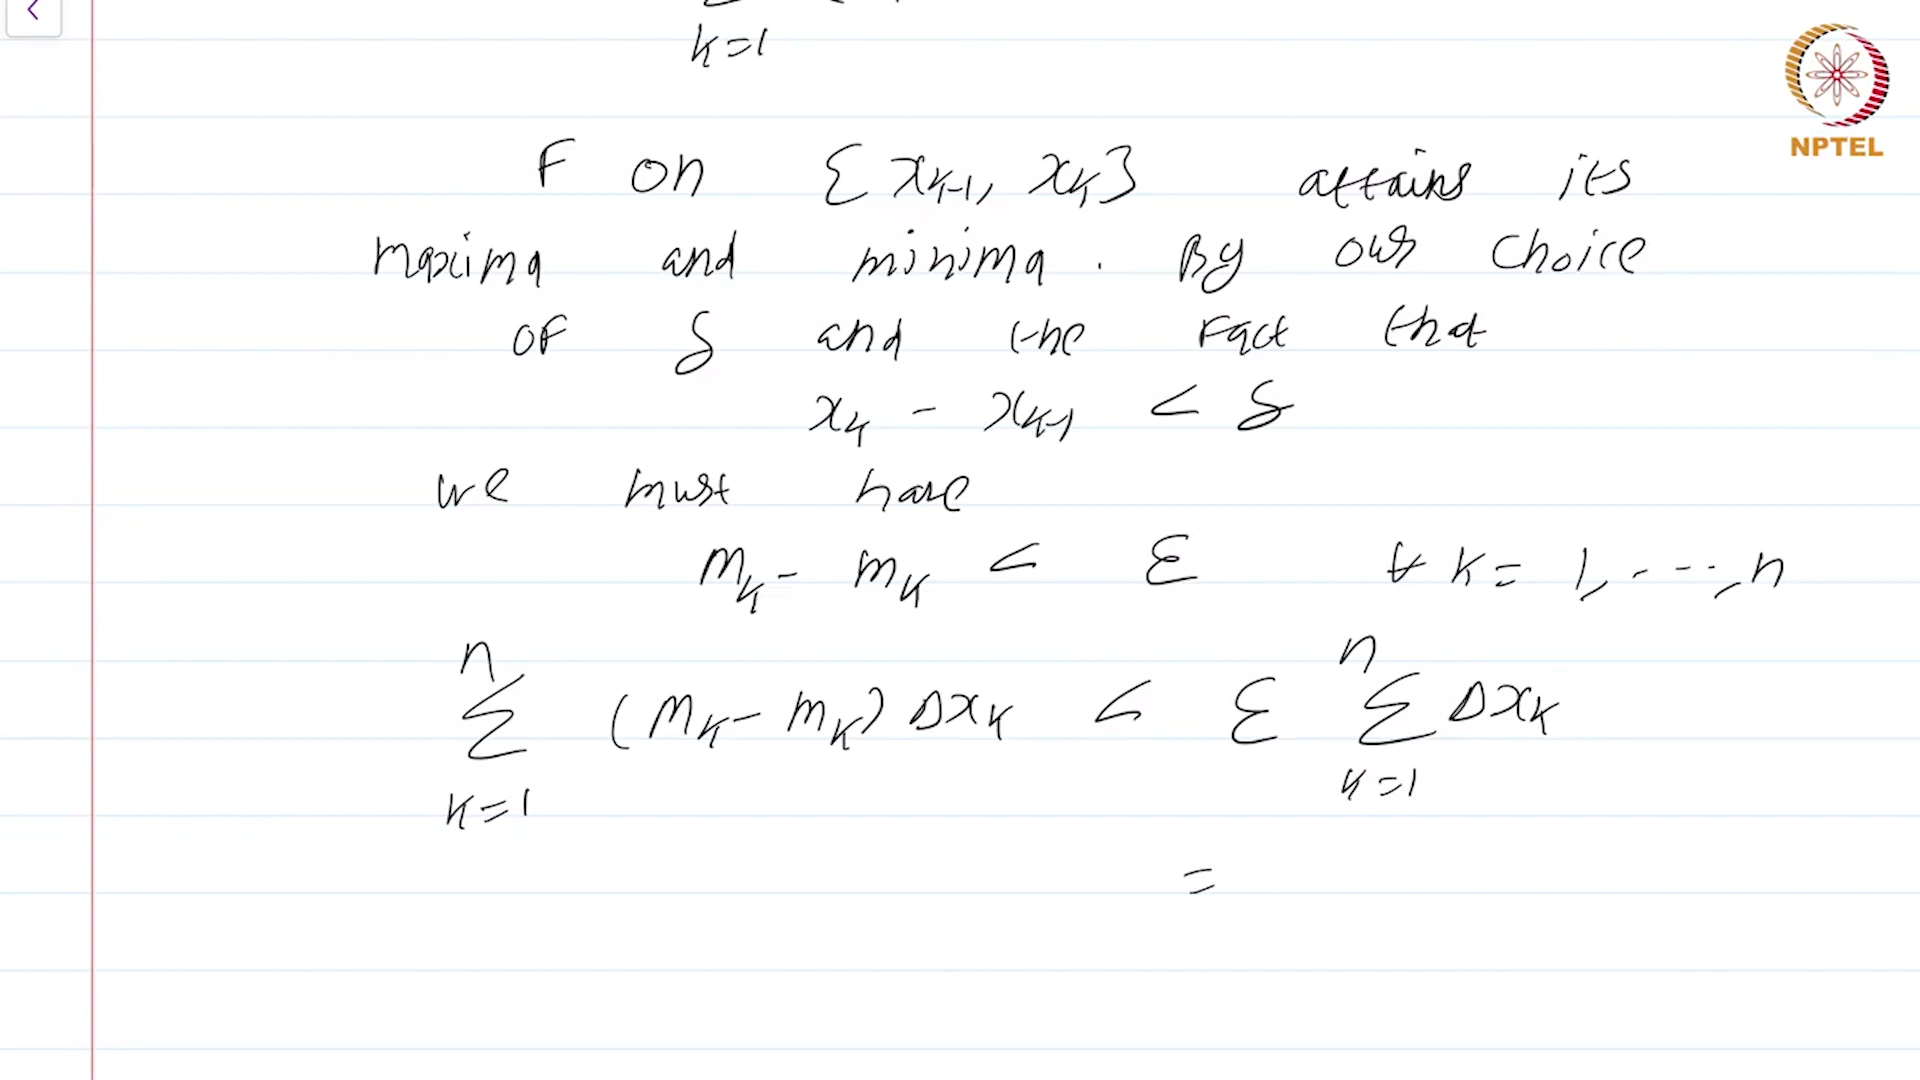 k=1
NPTEL
F on {x_{k-1}, x_k} attains its
maxima and minima. By our choice
of δ and the fact that
x_k - x_{k-1} < δ
we must have
M_k - m_k < ε ∀ k = 1, ..., n
n n
Σ (M_k - m_k) Δx_k < ε Σ Δx_k
k=1 k=1
=